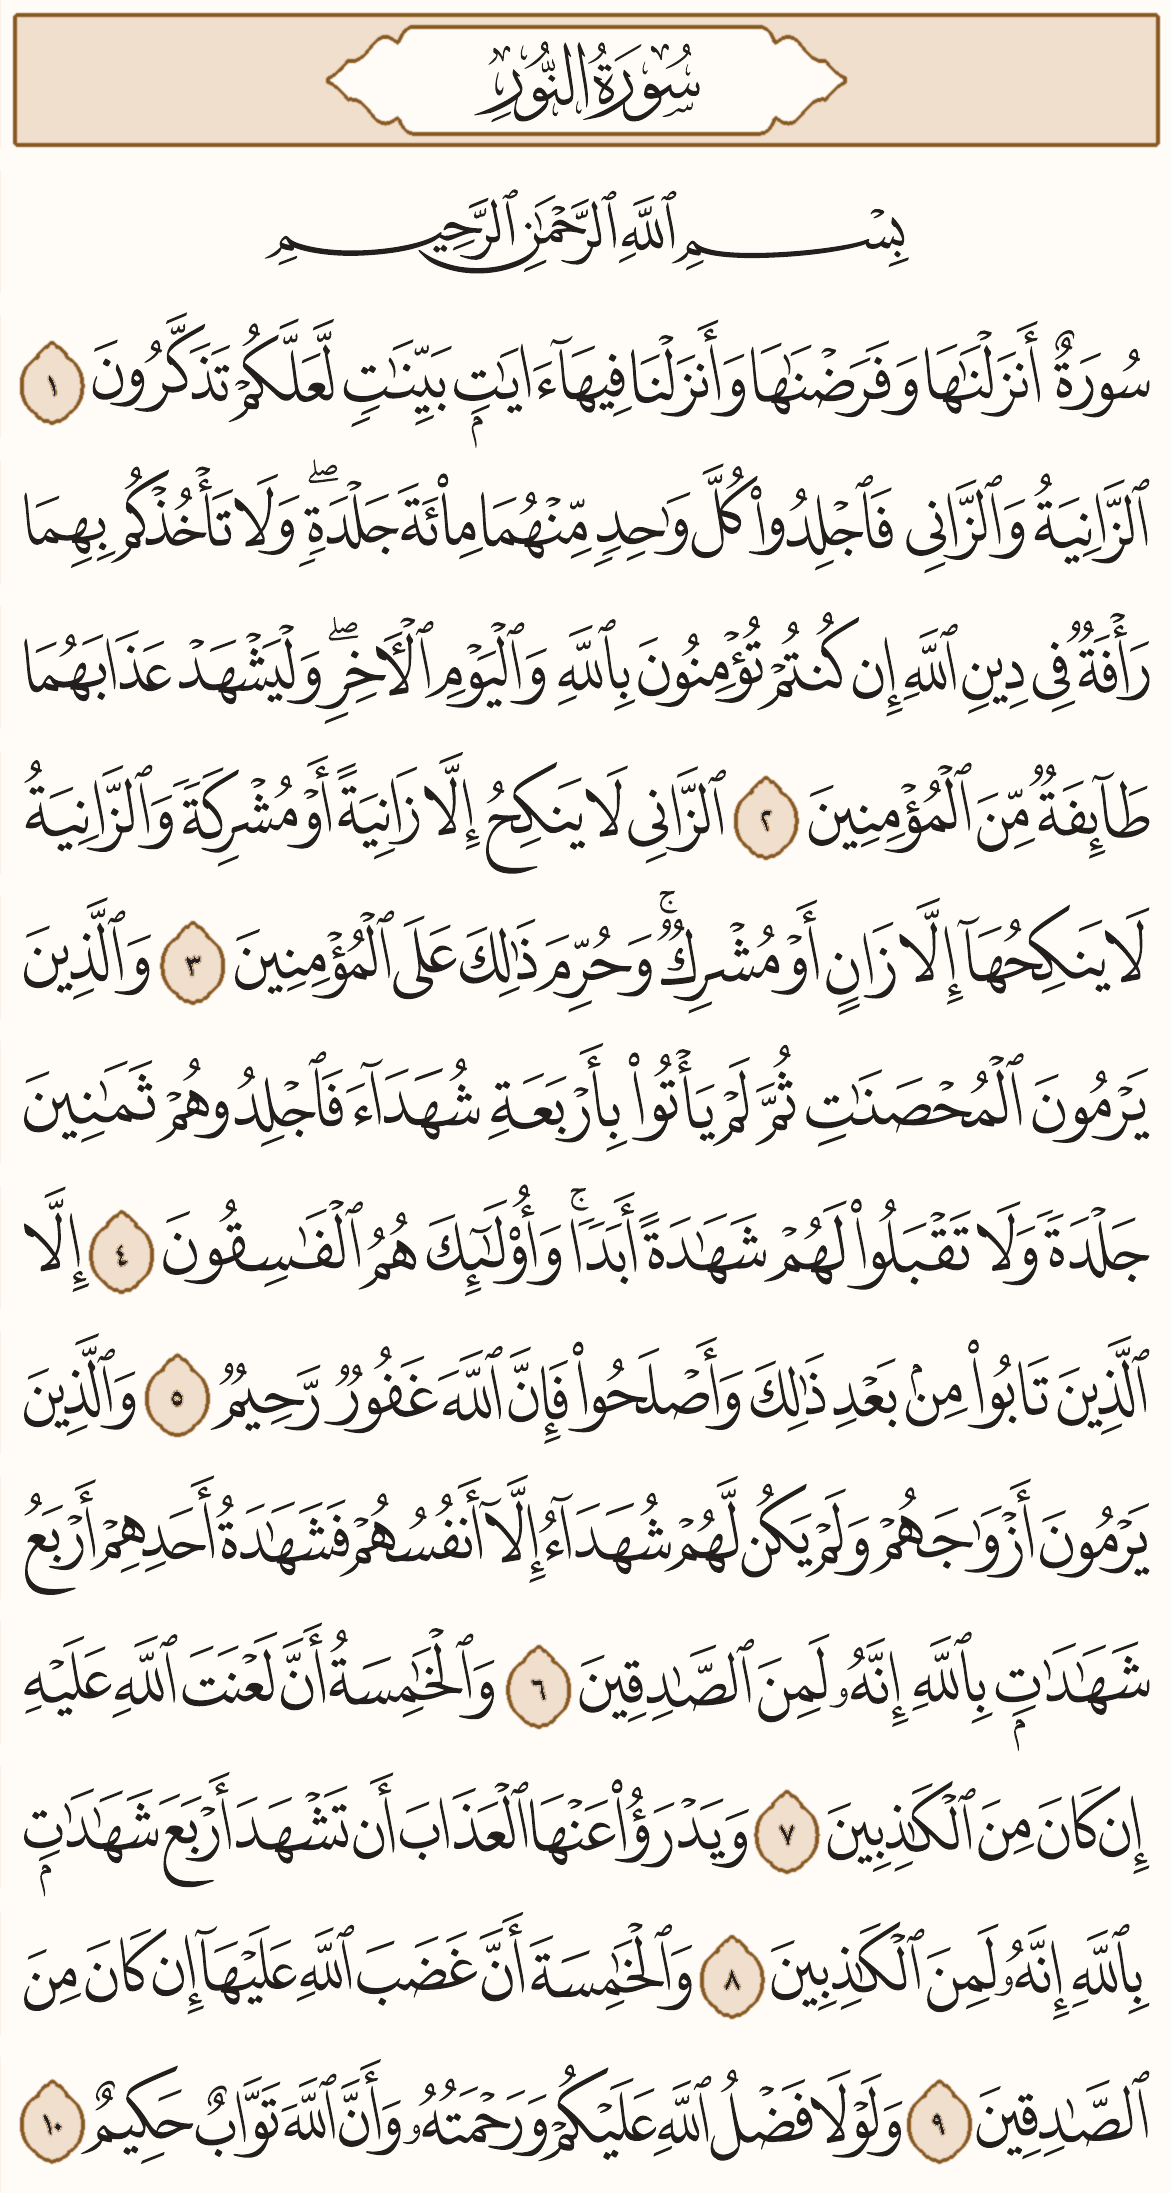 سُورَةُ النُّورِ
بِسْمِ ٱللَّهِ ٱلرَّحْمَٰنِ ٱلرَّحِيمِ
سُورَةٌ أَنزَلْنَٰهَا وَفَرَضْنَٰهَا وَأَنزَلْنَا فِيهَآ ءَايَٰتٍۭ بَيِّنَٰتٍ لَّعَلَّكُمْ تَذَكَّرُونَ ١
ٱلزَّانِيَةُ وَٱلزَّانِى فَٱجْلِدُوا۟ كُلَّ وَٰحِدٍ مِّنْهُمَا مِا۟ئَةَ جَلْدَةٍ ۖ وَلَا تَأْخُذْكُم بِهِمَا
رَأْفَةٌ فِى دِينِ ٱللَّهِ إِن كُنتُمْ تُؤْمِنُونَ بِٱللَّهِ وَٱلْيَوْمِ ٱلْـَٔاخِرِ ۖ وَلْيَشْهَدْ عَذَابَهُمَا
طَآئِفَةٌ مِّنَ ٱلْمُؤْمِنِينَ ٢ ٱلزَّانِى لَا يَنكِحُ إِلَّا زَانِيَةً أَوْ مُشْرِكَةً وَٱلزَّانِيَةُ
لَا يَنكِحُهَآ إِلَّا زَانٍ أَوْ مُشْرِكٌ ۚ وَحُرِّمَ ذَٰلِكَ عَلَى ٱلْمُؤْمِنِينَ ٣ وَٱلَّذِينَ
يَرْمُونَ ٱلْمُحْصَنَٰتِ ثُمَّ لَمْ يَأْتُوا۟ بِأَرْبَعَةِ شُهَدَآءَ فَٱجْلِدُوهُمْ ثَمَٰنِينَ
جَلْدَةً وَلَا تَقْبَلُوا۟ لَهُمْ شَهَٰدَةً أَبَدًا ۚ وَأُو۟لَٰٓئِكَ هُمُ ٱلْفَٰسِقُونَ ٤ إِلَّا
ٱلَّذِينَ تَابُوا۟ مِنۢ بَعْدِ ذَٰلِكَ وَأَصْلَحُوا۟ فَإِنَّ ٱللَّهَ غَفُورٌ رَّحِيمٌ ٥ وَٱلَّذِينَ
يَرْمُونَ أَزْوَٰجَهُمْ وَلَمْ يَكُن لَّهُمْ شُهَدَآءُ إِلَّآ أَنفُسُهُمْ فَشَهَٰدَةُ أَحَدِهِمْ أَرْبَعُ
شَهَٰدَٰتٍۭ بِٱللَّهِ إِنَّهُۥ لَمِنَ ٱلصَّٰدِقِينَ ٦ وَٱلْخَٰمِسَةُ أَنَّ لَعْنَتَ ٱللَّهِ عَلَيْهِ
إِن كَانَ مِنَ ٱلْكَٰذِبِينَ ٧ وَيَدْرَؤُا۟ عَنْهَا ٱلْعَذَابَ أَن تَشْهَدَ أَرْبَعَ شَهَٰدَٰتٍۭ
بِٱللَّهِ إِنَّهُۥ لَمِنَ ٱلْكَٰذِبِينَ ٨ وَٱلْخَٰمِسَةَ أَنَّ غَضَبَ ٱللَّهِ عَلَيْهَآ إِن كَانَ مِنَ
ٱلصَّٰدِقِينَ ٩ وَلَوْلَا فَضْلُ ٱللَّهِ عَلَيْكُمْ وَرَحْمَتُهُۥ وَأَنَّ ٱللَّهَ تَوَّابٌ حَكِيمٌ ١٠